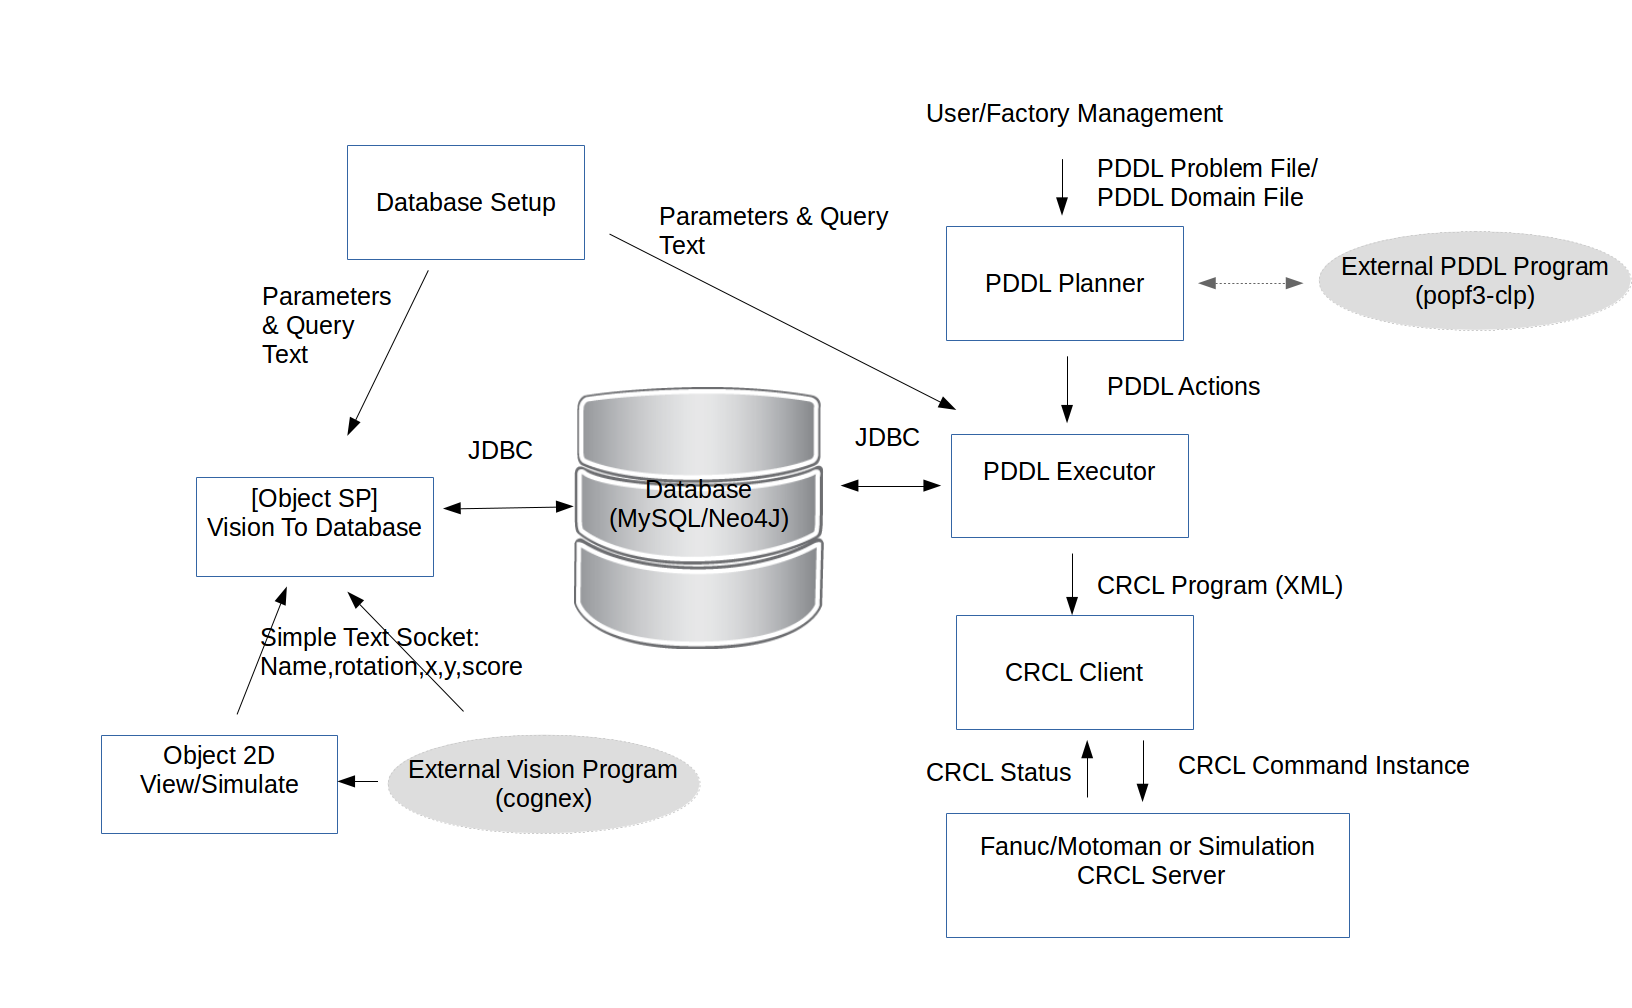 User/Factory Management
PDDL Problem File/
PDDL Domain File
Database Setup
Parameters & Query
Text
PDDL Planner
External PDDL Program
(popf3-clp)
Parameters
& Query
Text
PDDL Actions
JDBC
JDBC
PDDL Executor
Database
(MySQL/Neo4J)
[Object SP]
Vision To Database
CRCL Program (XML)
Simple Text Socket:
Name,rotation,x,y,score
CRCL Client
Object 2D
View/Simulate
External Vision Program
(cognex)
CRCL Status
CRCL Command Instance
Fanuc/Motoman or Simulation
CRCL Server